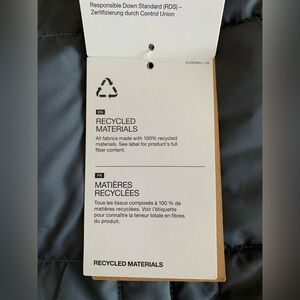 Responsible Down Standard (RDS) –
Zertifizierung durch Control Union
EN
RECYCLED
MATERIALS
All fabrics made with 100% recycled
materials. See label for product's full
fiber content.
FR
MATIÈRES
RECYCLÉES
Tous les tissus composés à 100 % de
matières recyclées. Voir l'étiquette
pour connaître la teneur totale en fibres
du produit.
RECYCLED MATERIALS